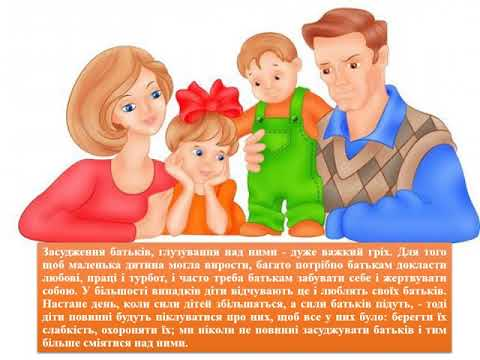 Засудження батьків, глузування над ними - дуже важкий гріх. Для того
щоб маленька дитина могла вирости, багато потрібно батькам докласти
любові, праці і турбот, і часто треба батькам забувати себе і жертвувати
собою. У більшості випадків діти відчувають це і люблять своїх батьків.
Настане день, коли сили дітей збільшаться, а сили батьків підуть, - тоді
діти повинні будуть піклуватися про них, щоб все у них було: берегти їх
слабкість, охороняти їх; ми ніколи не повинні засуджувати батьків і тим
більше сміятися над ними.